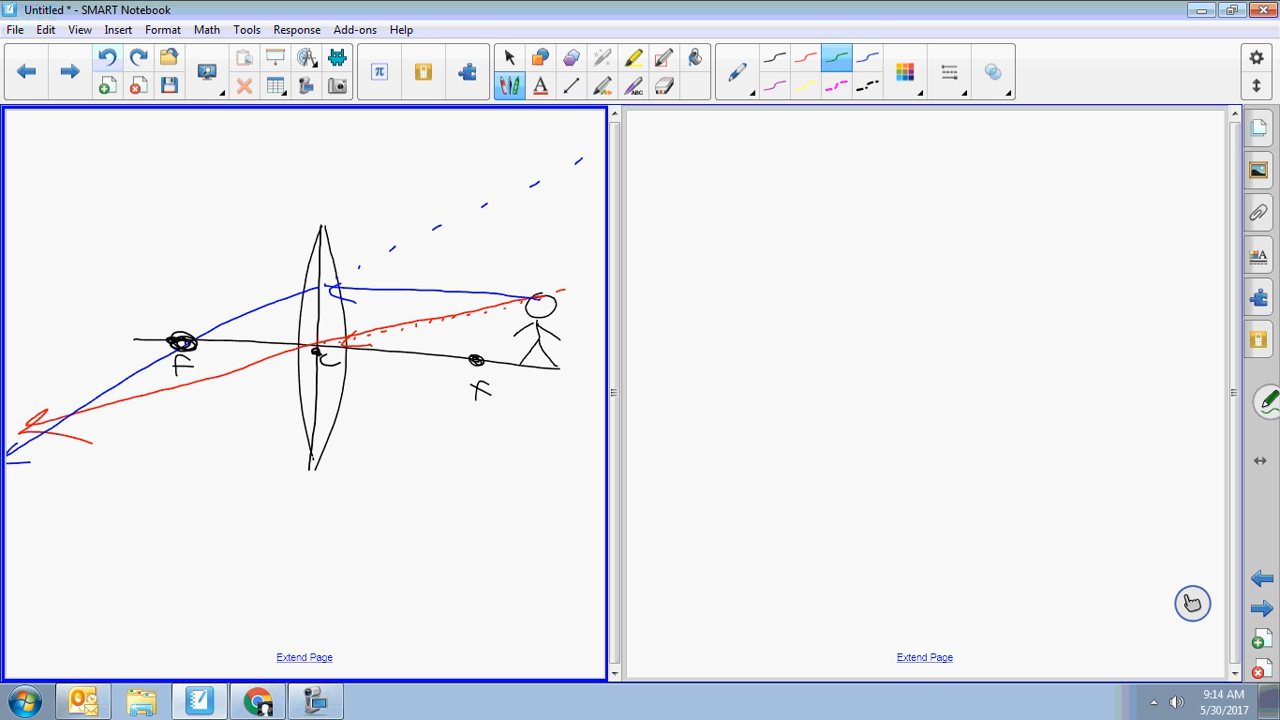 Untitled * - SMART Notebook
File Edit View Insert Format Math Tools Response Add-ons Help
F
C
F
Extend Page
Extend Page
9:14 AM
5/30/2017